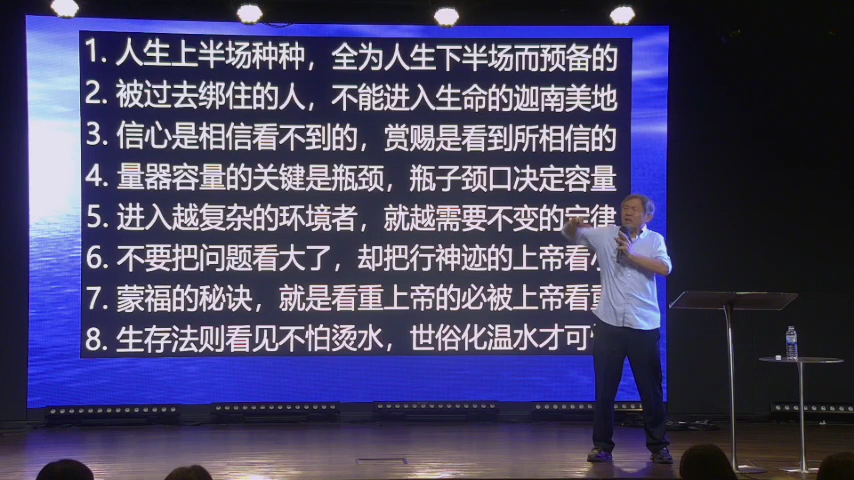 1. 人生上半场种种，全为人生下半场而预备的
2. 被过去绑住的人，不能进入生命的迦南美地
3. 信心是相信看不到的，赏赐是看到所相信的
4. 量器容量的关键是瓶颈，瓶子颈口决定容量
5. 进入越复杂的环境者，就越需要不变的定律
6. 不要把问题看大了，却把行神迹的上帝看小
7. 蒙福的秘诀，就是看重上帝的必被上帝看重
8. 生存法则看见不怕烫水，世俗化温水才可